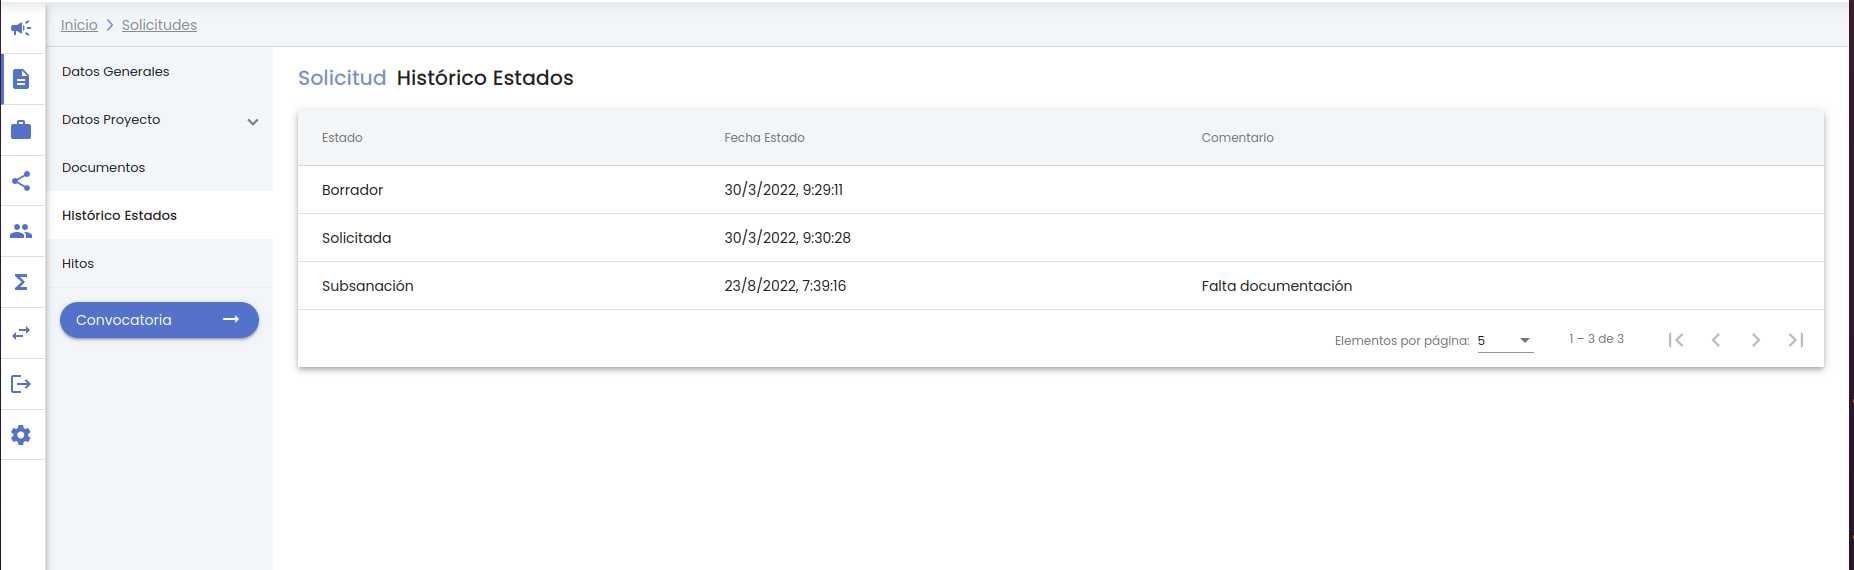 Inicio Solicitudes
Datos Generales
Datos Proyecto
Documentos
Histórico Estados
Hitos
Convocatoria
Solicitud Histórico Estados
Estado Fecha Estado Comentario
Borrador 30/3/2022, 9:29:11
Solicitada 30/3/2022, 9:30:28
Subsanación 23/8/2022, 7:39:16 Falta documentación
Elementos por página: 5 1 – 3 de 3